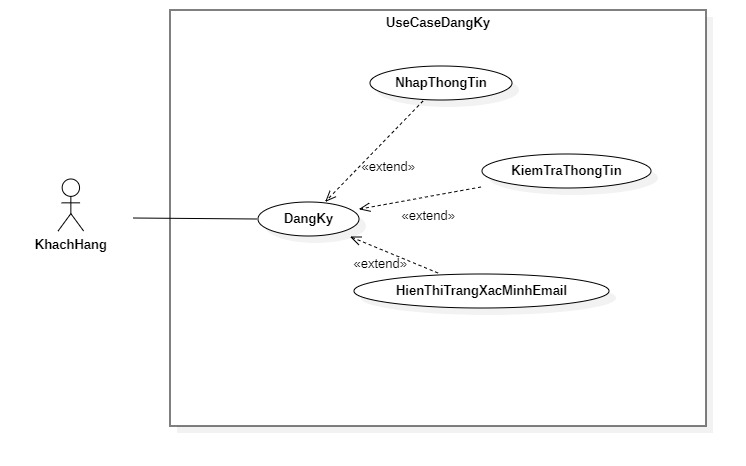 UseCaseDangKy
NhapThongTin
«extend»
KiemTraThongTin
«extend»
DangKy
KhachHang
«extend»
HienThiTrangXacMinhEmail